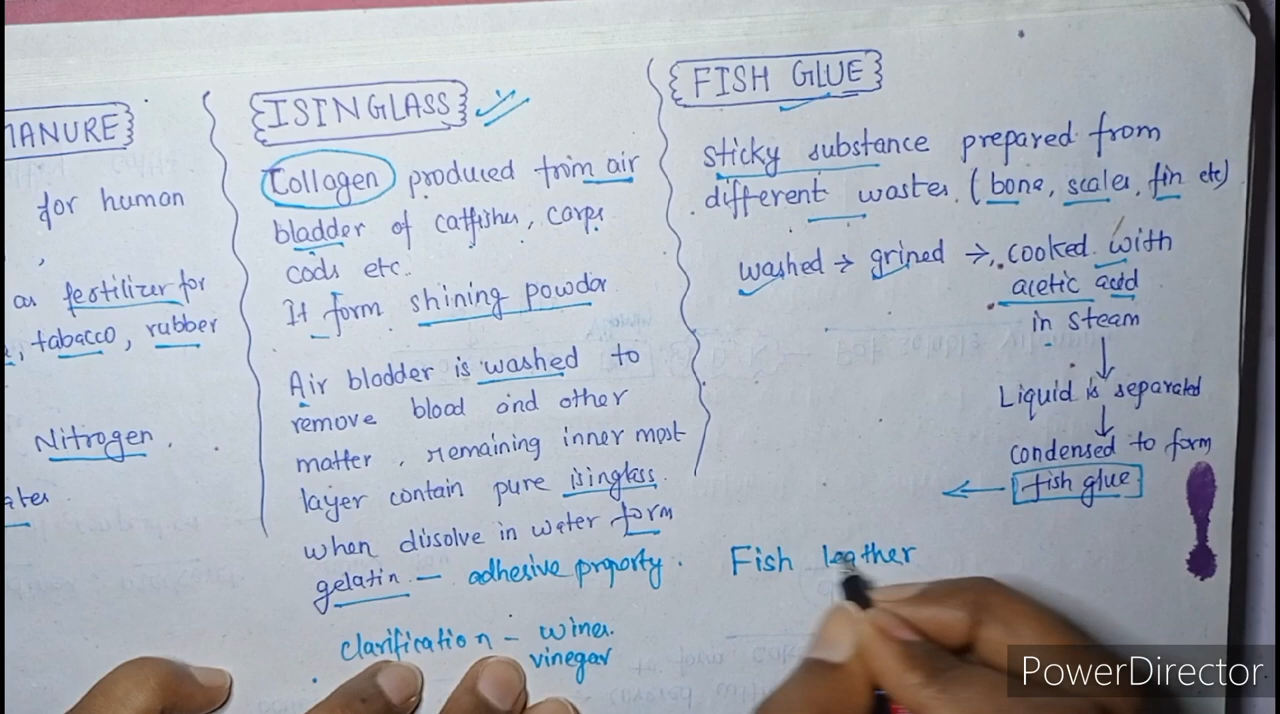 MANURE
for human
,
as festilizer for
, tabacco, rubber
Nitrogen.
ISINGLASS
Collagen produced from air
bladder of catfishes, carps
cods etc.
It form shining powdor
Air bladder is washed to
remove blood and other
matter, remaining inner most
layer contain pure isinglass.
when dissolve in water form
gelatin - adhesive property.
clarification - wines.
vinegar
FISH GLUE
sticky substance prepared from
different wastes (bone, scales, fin etc)
washed → grined → cooked with
acetic acid
in steam
Liquid is separated
condensed to form
fish glue
Fish leather
PowerDirector